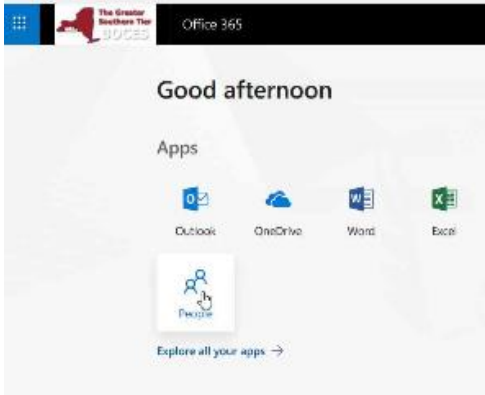 The Greater
Southern Tier
BOCES
Office 365
Good afternoon
Apps
Outlook
OneDrive
Word
Excel
People
Explore all your apps →